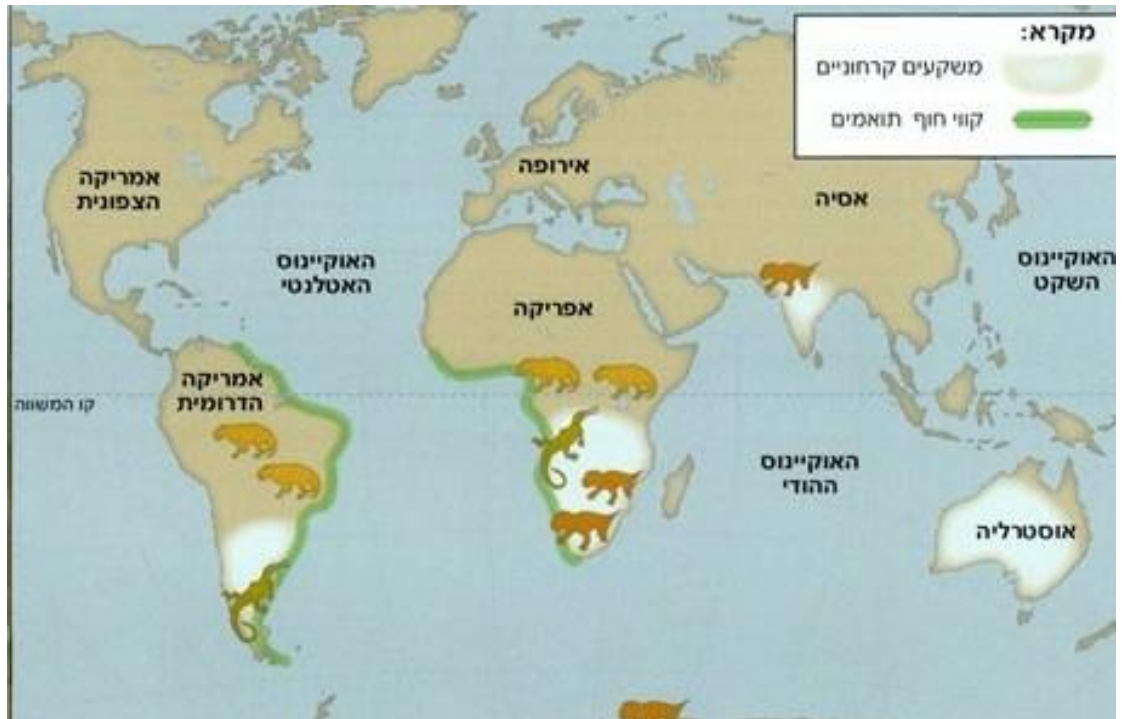 מקרא:
משקעים קרחוניים
קווי חוף תואמים
אמריקה
הצפונית
אירופה
אסיה
האוקיינוס
האטלנטי
האוקיינוס
השקט
אפריקה
אמריקה
הדרומית
קו המשווה
האוקיינוס
ההודי
אוסטרליה